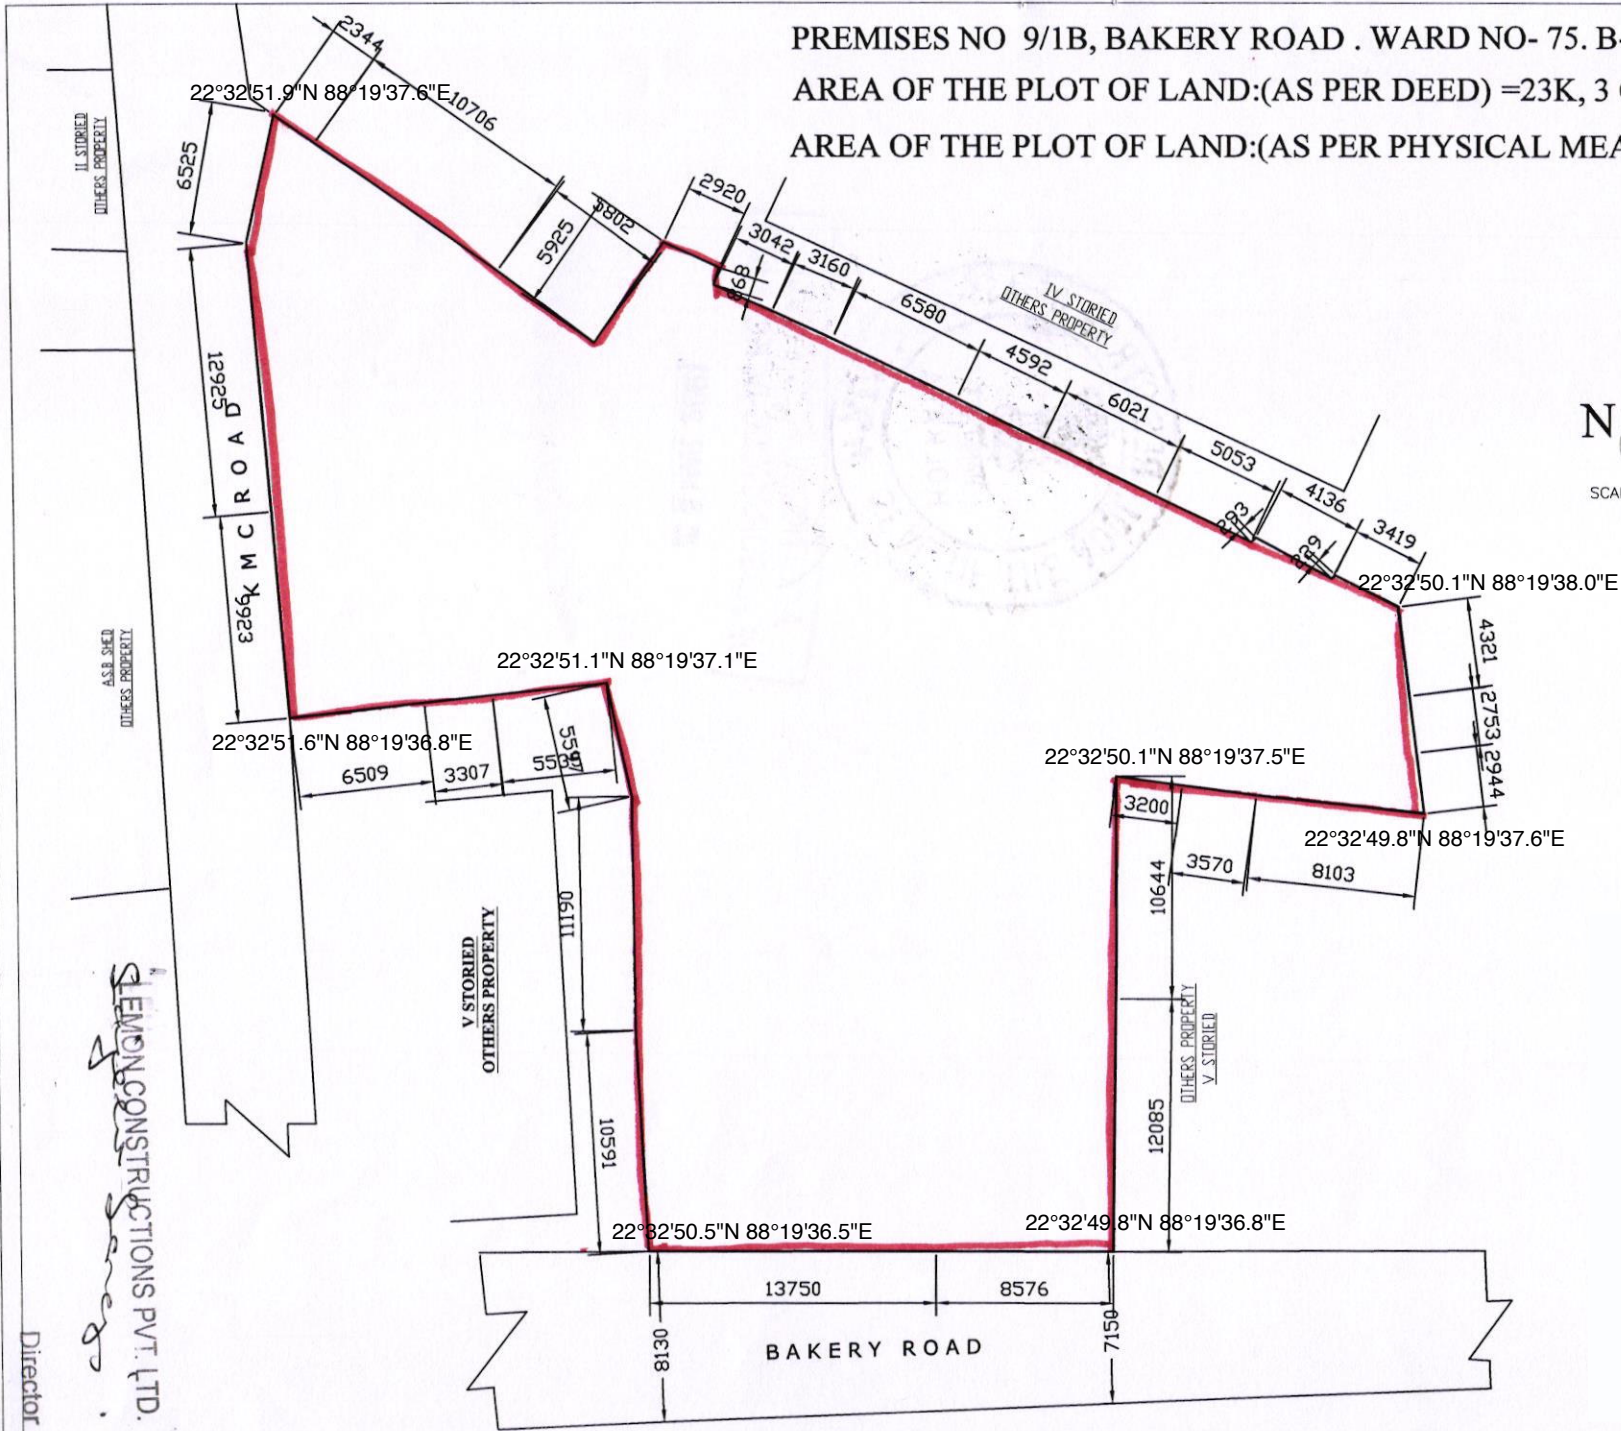 PREMISES NO 9/1B, BAKERY ROAD . WARD NO- 75. B-
AREA OF THE PLOT OF LAND:(AS PER DEED) =23K, 3
AREA OF THE PLOT OF LAND:(AS PER PHYSICAL MEA
2344
22°32'51.9"N 88°19'37.6"E
10706
II STORIED
OTHERS PROPERTY
6525
2920
5802
5925
3042
3160
868
6580
IV STORIED
OTHERS PROPERTY
4592
6021
5053
4136
3419
293
229
N
12925
KMC ROAD
9923
22°32'50.1"N 88°19'38.0"E
4321
2753
2944
A.S.B SHED
OTHERS PROPERTY
22°32'51.1"N 88°19'37.1"E
22°32'51.6"N 88°19'36.8"E
6509
3307
22°32'50.1"N 88°19'37.5"E
3200
3570
8103
22°32'49.8"N 88°19'37.6"E
10644
11190
V STORIED
OTHERS PROPERTY
OTHERS PROPERTY
V STORIED
12085
10591
22°32'50.5"N 88°19'36.5"E
22°32'49.8"N 88°19'36.8"E
13750
8576
8130
7150
BAKERY ROAD
CONSTRUCTIONS PVT. LTD.
Director